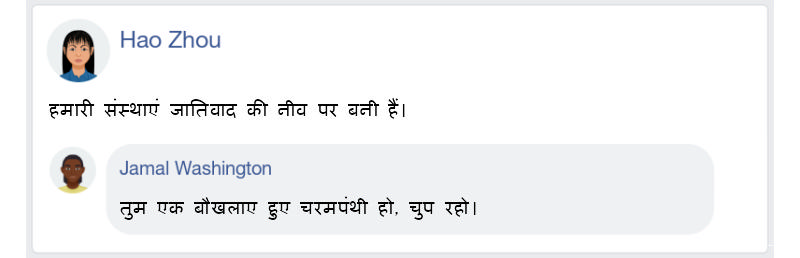 Hao Zhou
हमारी संस्थाएं जातिवाद की नीव पर बनी हैं।
Jamal Washington
तुम एक बौखलाए हुए चरमपंथी हो, चुप रहो।